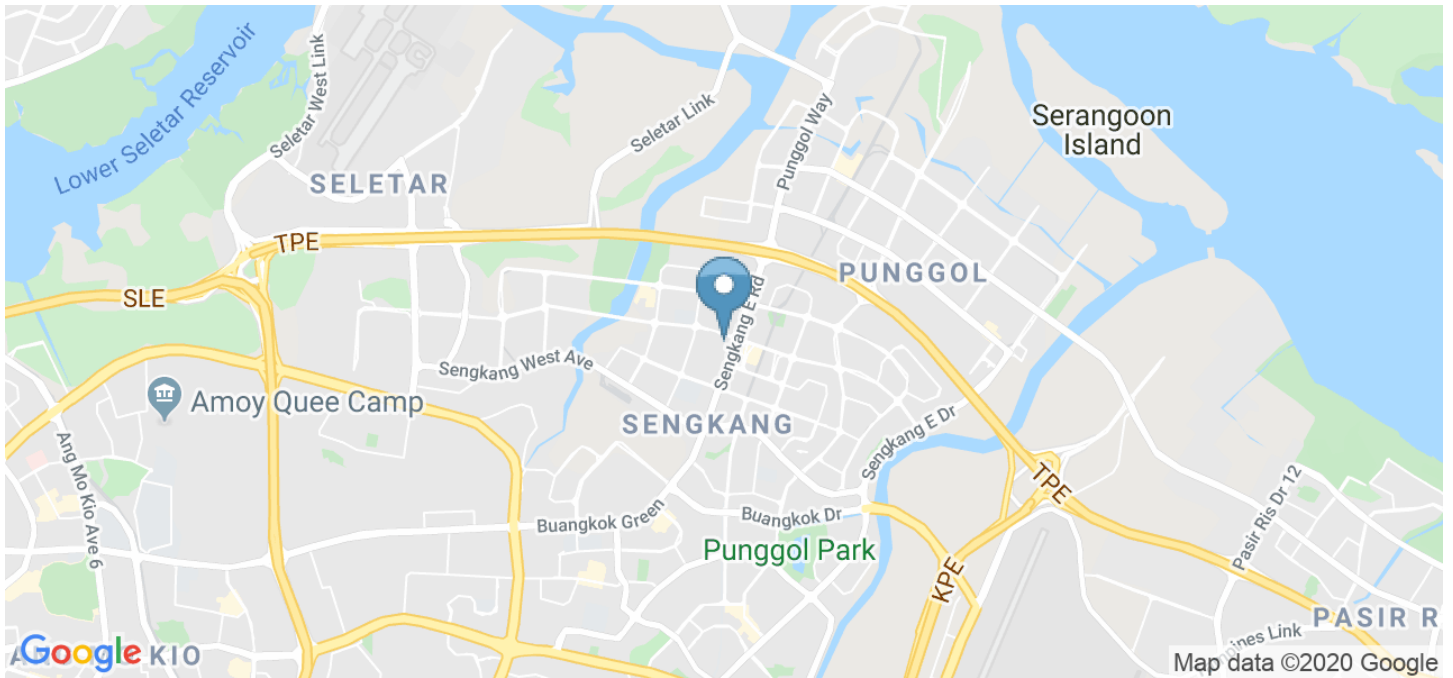 Lower Seletar Reservoir
Seletar West Link
Seletar Link
Punggol Way
Serangoon
Island
SELETAR
TPE
PUNGGOL
SLE
Sengkang E Rd
Sengkang West Ave
Amoy Quee Camp
SENGKANG
Sengkang E Dr
Ang Mo Kio Ave 6
TPE
Pasir Ris Dr 12
Buangkok Green
Buangkok Dr
Punggol Park
KPE
PASIR R
Link
KIO
Google
Map data ©2020 Google